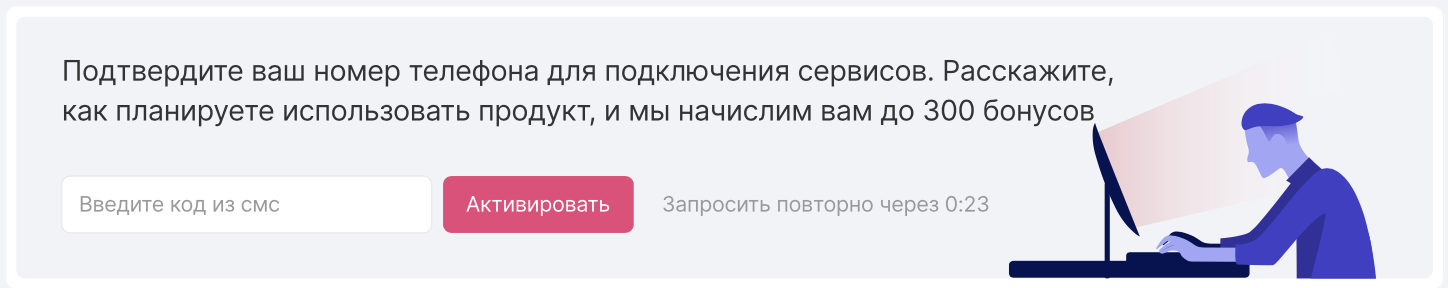 Подтвердите ваш номер телефона для подключения сервисов. Расскажите,
как планируете использовать продукт, и мы начислим вам до 300 бонусов
Введите код из смс
Активировать
Запросить повторно через 0:23